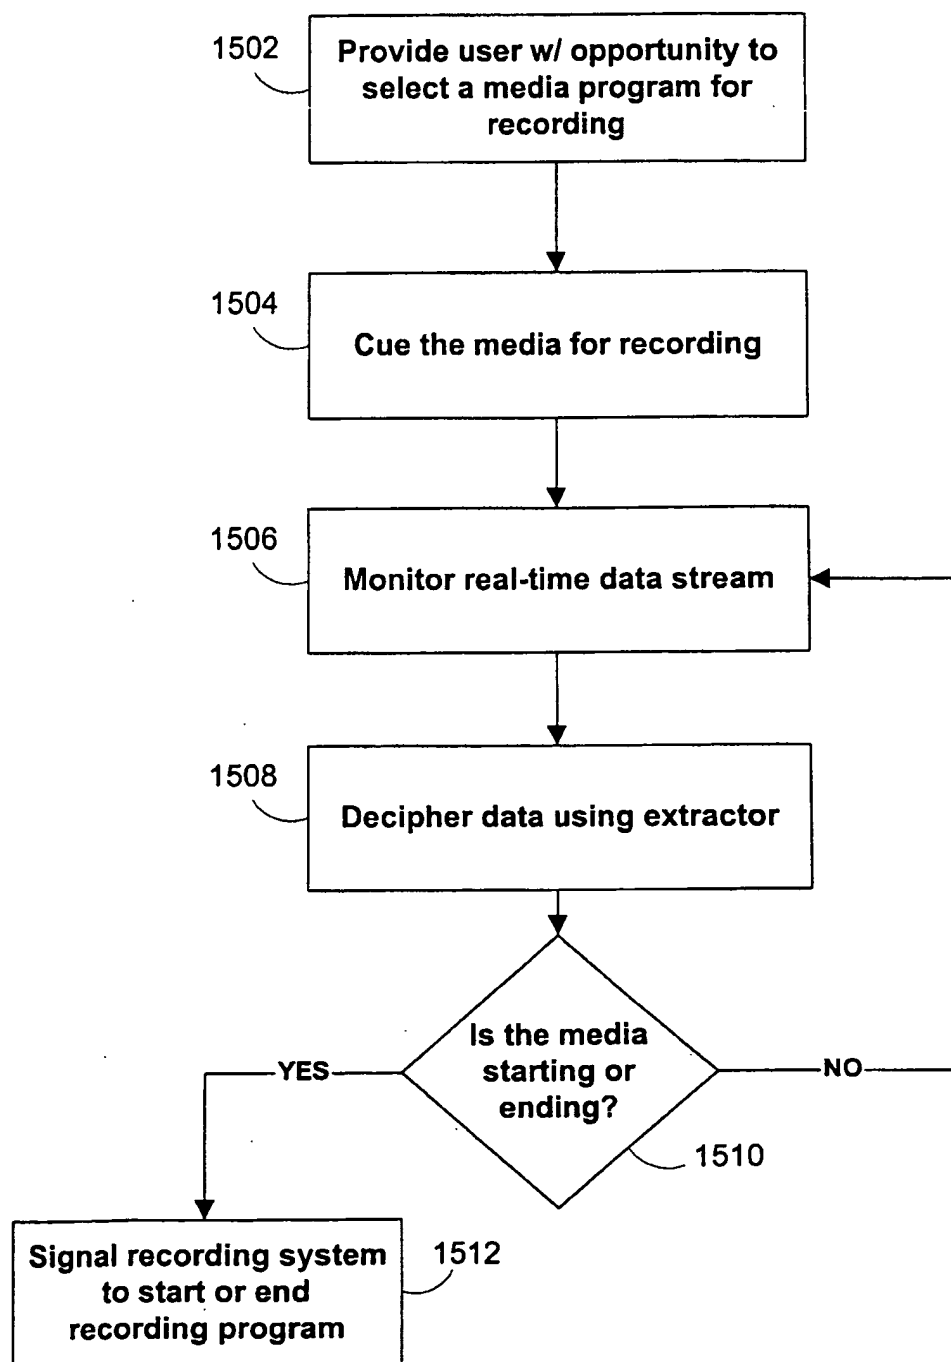 1502
Provide user w/ opportunity to
select a media program for
recording
1504
Cue the media for recording
1506
Monitor real-time data stream
1508
Decipher data using extractor
Is the media
starting or
ending?
YES
NO
1510
Signal recording system
to start or end
recording program
1512